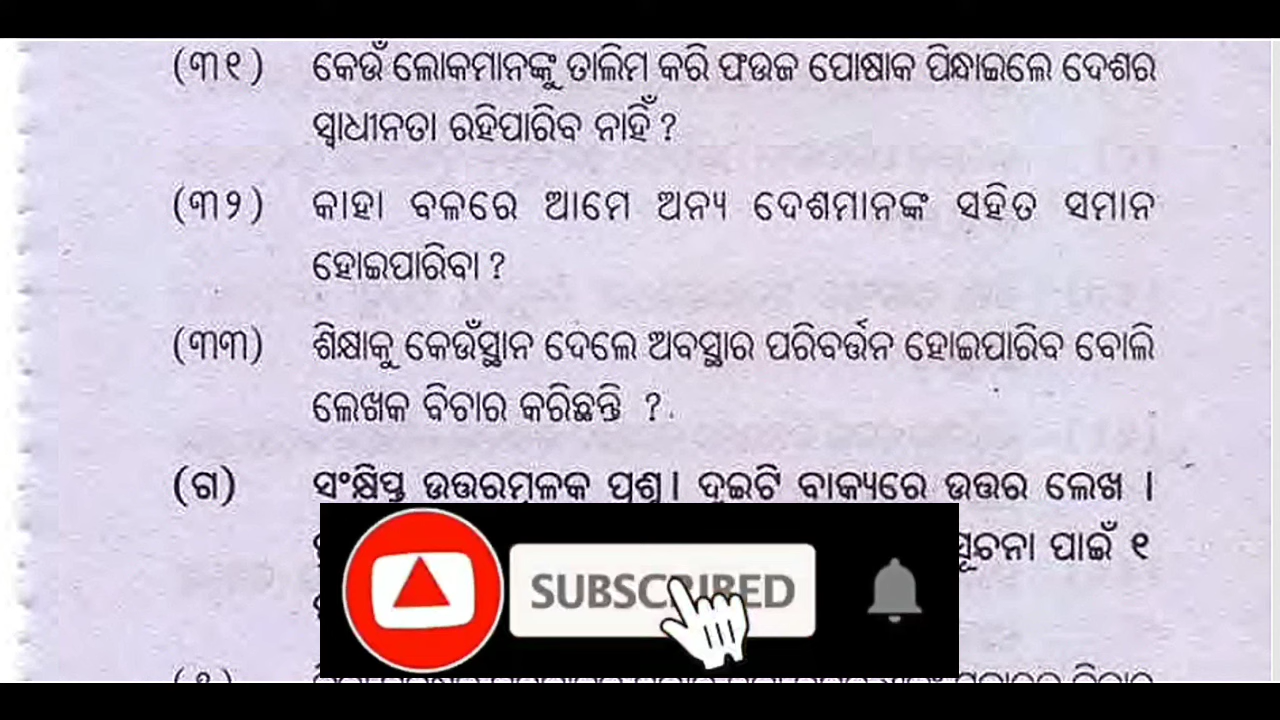 (୩୧) କେଉଁ ଲୋକମାନଙ୍କୁ ତାଲିମ କରି ଫଉଜ ପୋଷାକ ପିନ୍ଧାଇଲେ ଦେଶର
ସ୍ୱାଧୀନତା ରହିପାରିବ ନାହିଁ ?
(୩୨) କାହା ବଳରେ ଆମେ ଅନ୍ୟ ଦେଶମାନଙ୍କ ସହିତ ସମାନ
ହୋଇପାରିବା ?
(୩୩) ଶିକ୍ଷାକୁ କେଉଁସ୍ଥାନ ଦେଲେ ଅବସ୍ଥାର ପରିବର୍ତ୍ତନ ହୋଇପାରିବ ବୋଲି
ଲେଖକ ବିଚାର କରିଛନ୍ତି ?
(ଗ) ସଂକ୍ଷିପ୍ତ ଉତ୍ତରମୂଳକ ପ୍ରଶ୍ନ । ଦୁଇଟି ବାକ୍ୟରେ ଉତ୍ତର ଲେଖ ।
ସୂଚନା ପାଇଁ ୧
SUBSCRIBED